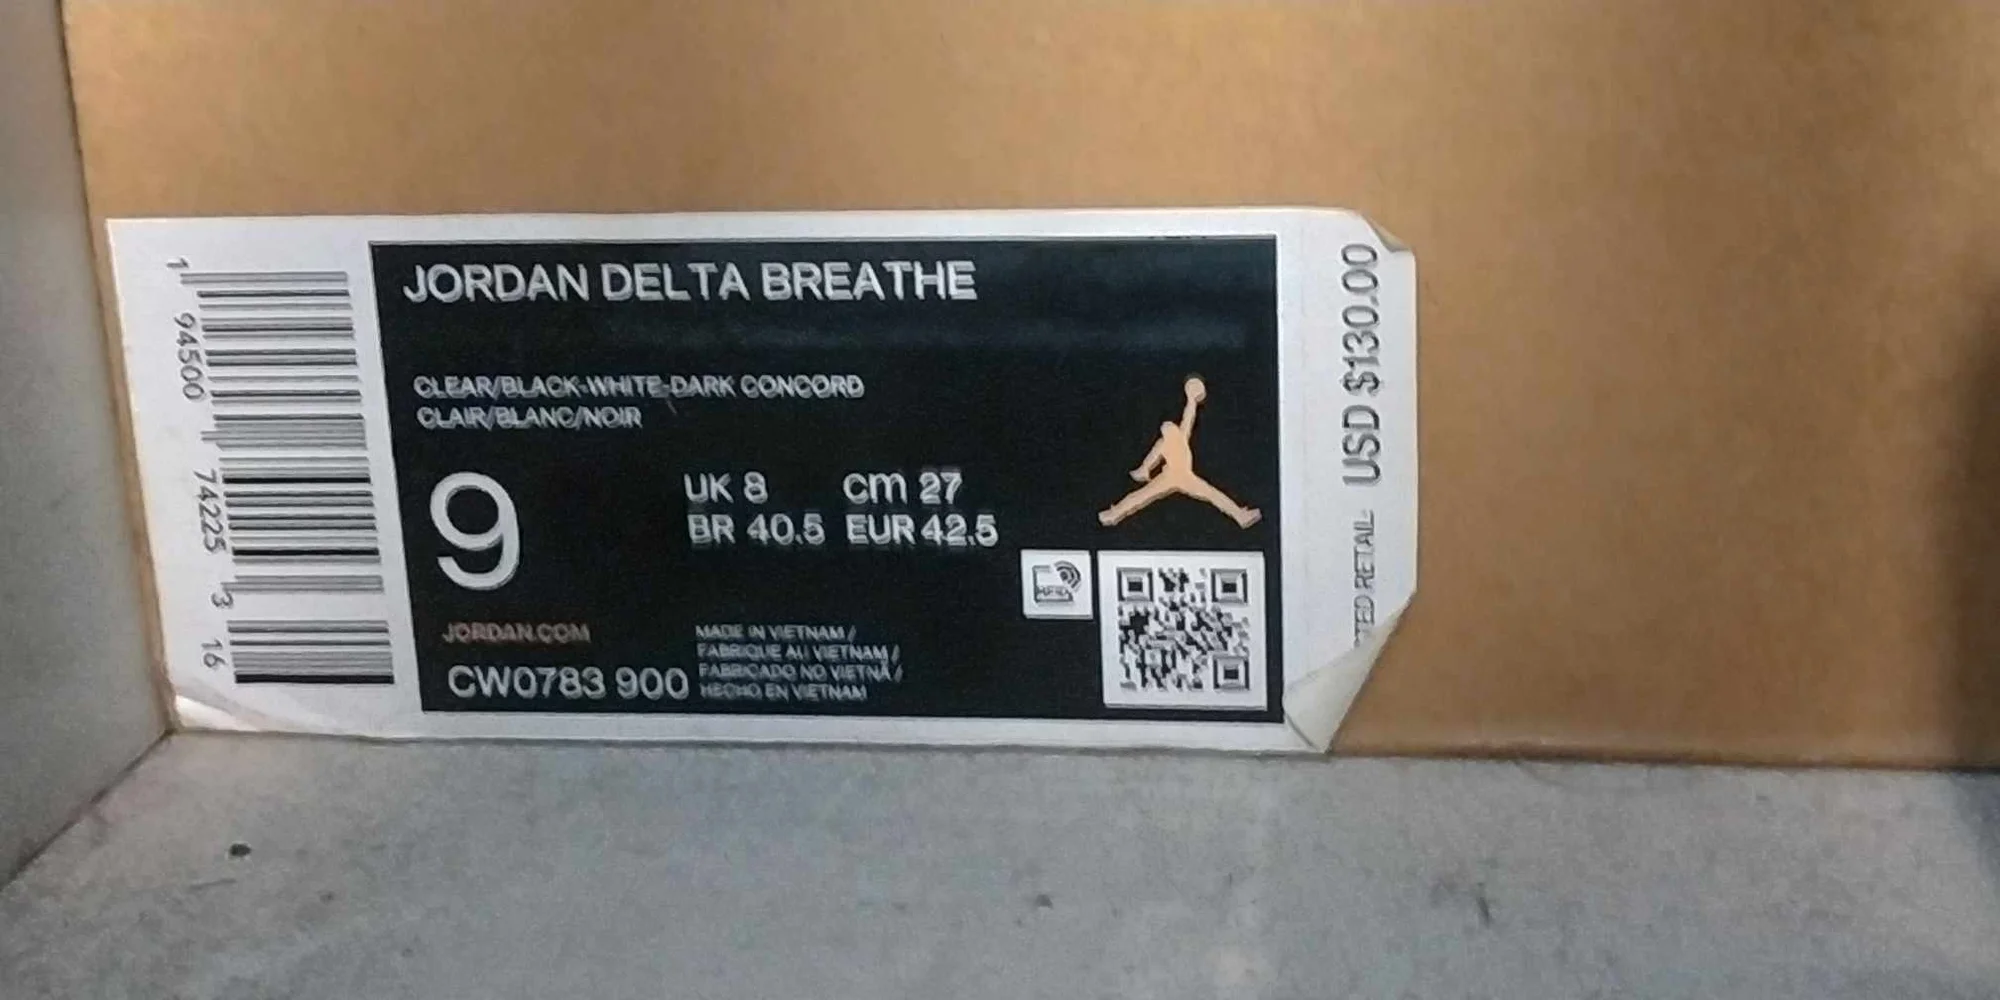 JORDAN DELTA BREATHE
CLEAR/BLACK-WHITE-DARK CONCORD
CLAIR/BLANC/NOIR
9
UK 8 cm 27
BR 40.5 EUR 42.5
JORDAN.COM
CW0783 900
MADE IN VIETNAM /
FABRIQUE AU VIETNAM /
FABRICADO NO VIETNÃ /
HECHO EN VIETNAM
1 94500 74225 3 16
RETAIL: USD $130.00